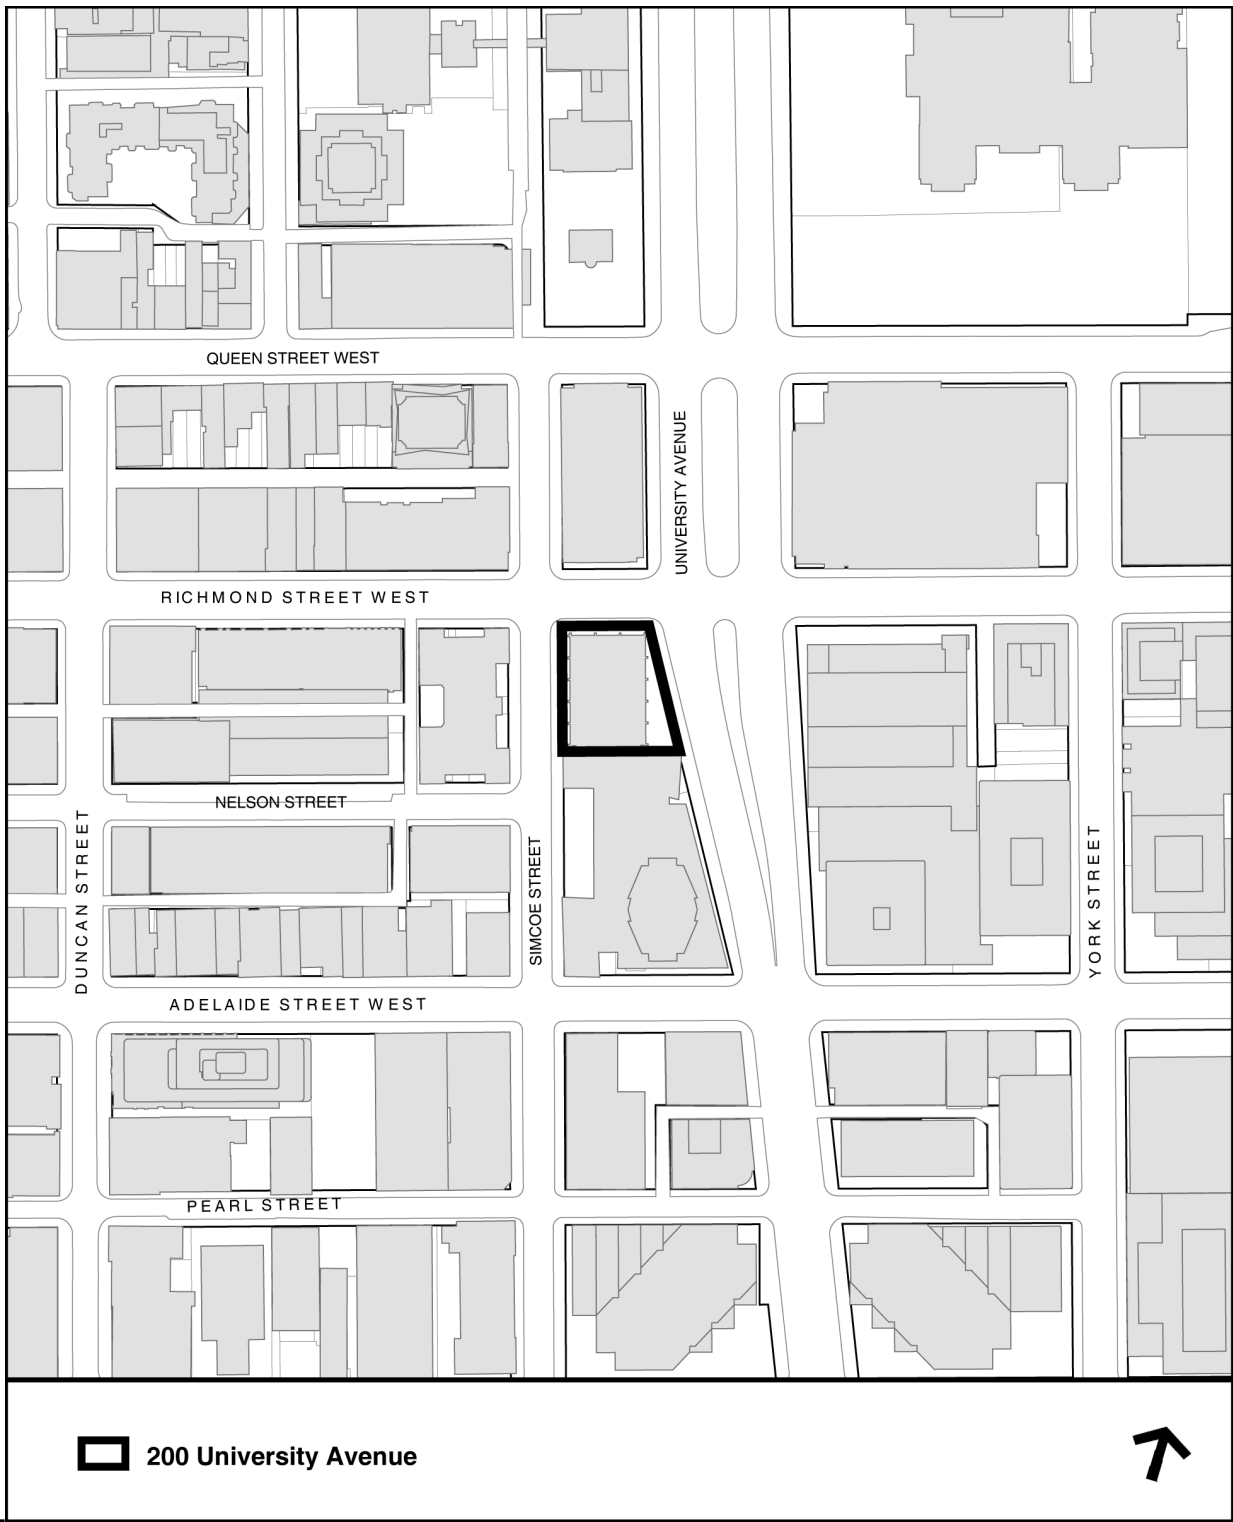 QUEEN STREET WEST
UNIVERSITY AVENUE
RICHMOND STREET WEST
NELSON STREET
DUNCAN STREET
SIMCOE STREET
YORK STREET
ADELAIDE STREET WEST
PEARL STREET
200 University Avenue